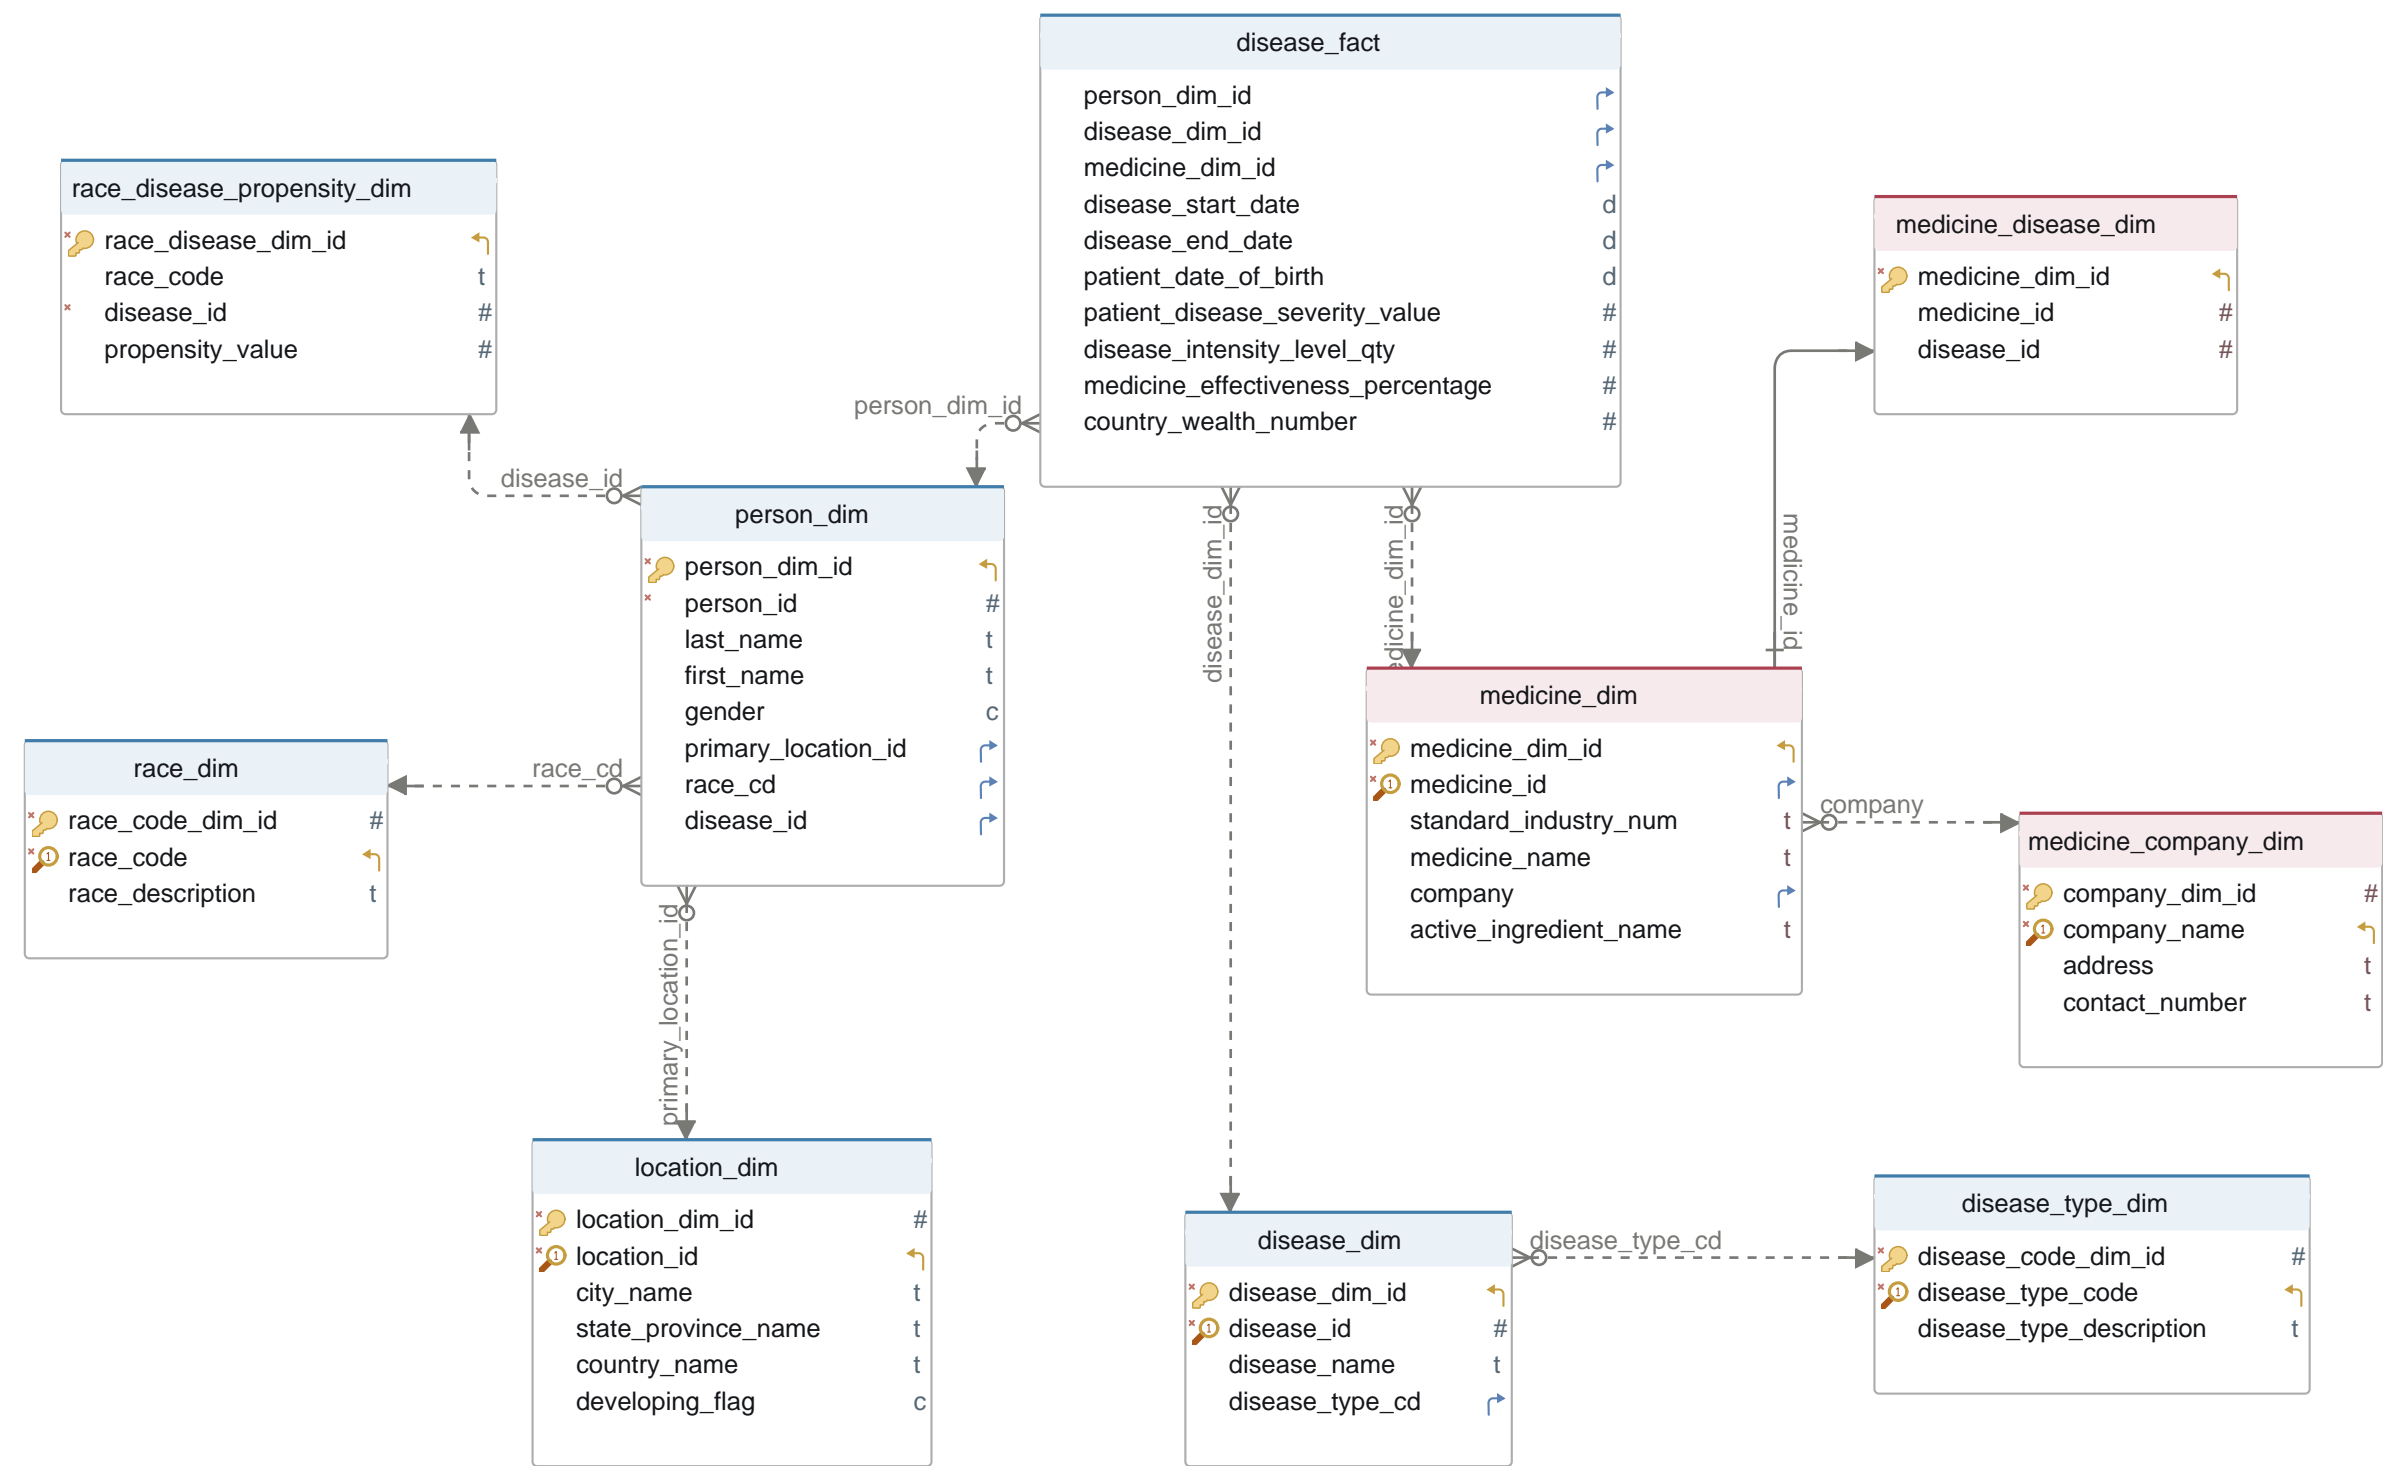 disease_fact
person_dim_id
disease_dim_id
medicine_dim_id
disease_start_date d
disease_end_date d
patient_date_of_birth d
patient_disease_severity_value #
disease_intensity_level_qty #
medicine_effectiveness_percentage #
country_wealth_number #
race_disease_propensity_dim
race_disease_dim_id
race_code t
disease_id #
propensity_value #
medicine_disease_dim
medicine_dim_id
medicine_id #
disease_id #
person_dim_id
disease_id
disease_dim_id
edicine_dim_id
medicine_id
person_dim
person_dim_id
person_id #
last_name t
first_name t
gender c
primary_location_id
race_cd
disease_id
race_cd
race_dim
race_code_dim_id #
race_code
race_description t
medicine_dim
medicine_dim_id
medicine_id
standard_industry_num t
medicine_name t
company
active_ingredient_name t
company
medicine_company_dim
company_dim_id #
company_name
address t
contact_number t
primary_location_id
location_dim
location_dim_id #
location_id
city_name t
state_province_name t
country_name t
developing_flag c
disease_dim
disease_dim_id
disease_id #
disease_name t
disease_type_cd
disease_type_cd
disease_type_dim
disease_code_dim_id #
disease_type_code
disease_type_description t